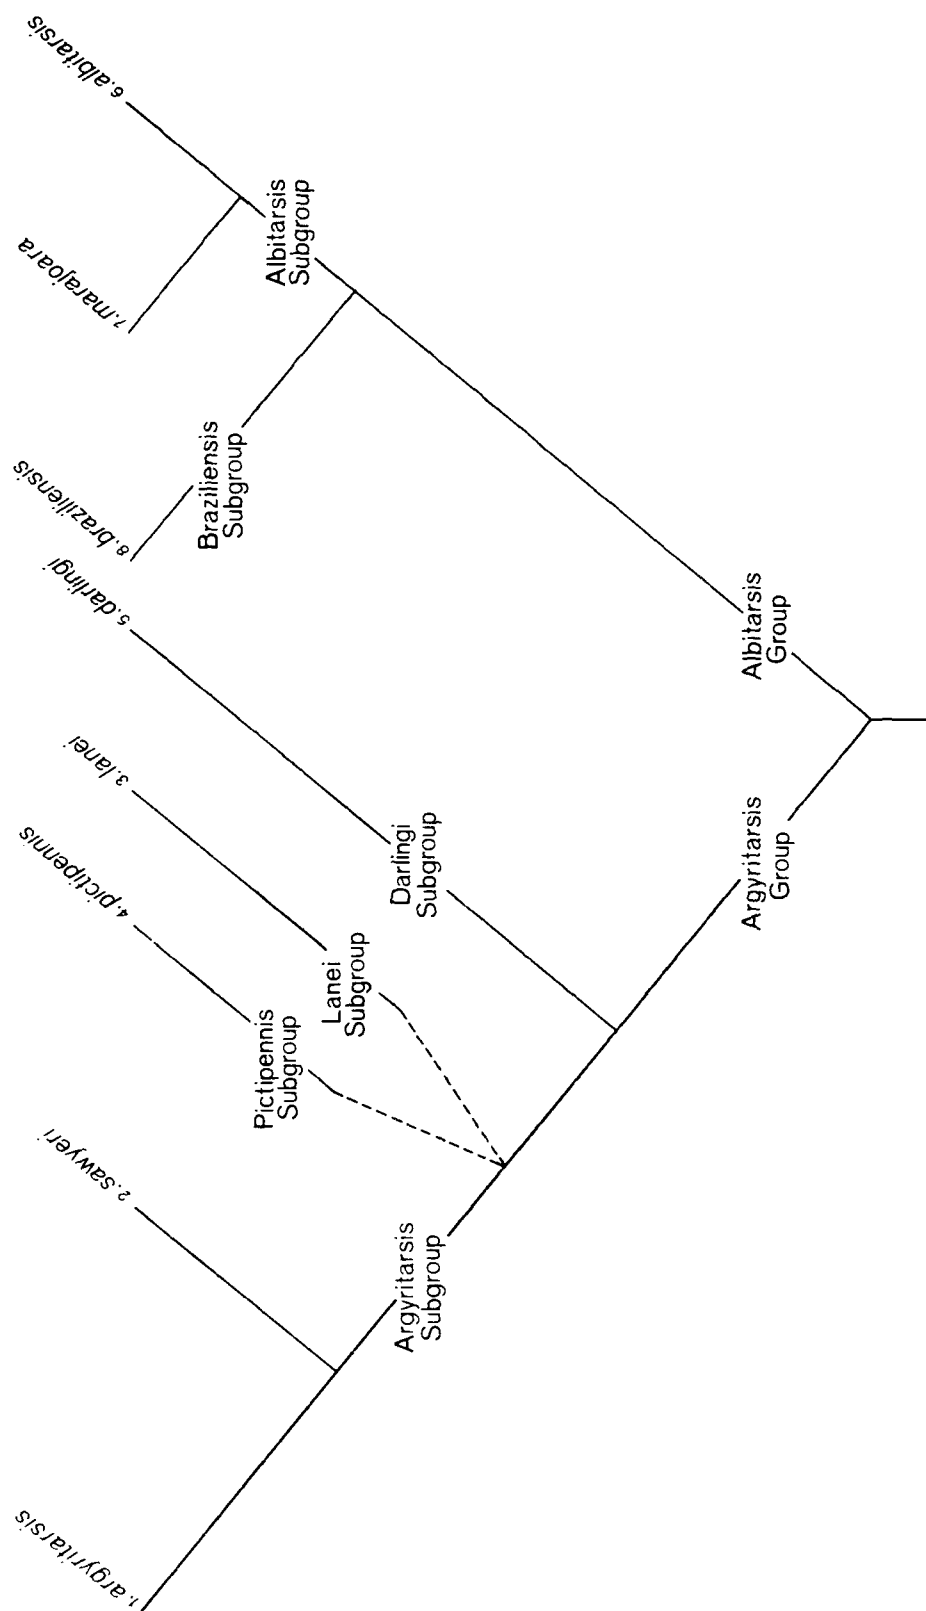 1.argyritarsis
2.sawyeri
4.pictipennis
3.lanei
5.darlingi
8.braziliensis
7.marajoara
6.albitarsis
Argyritarsis
Subgroup
Pictipennis
Subgroup
Lanei
Subgroup
Darlingi
Subgroup
Braziliensis
Subgroup
Albitarsis
Subgroup
Argyritarsis
Group
Albitarsis
Group